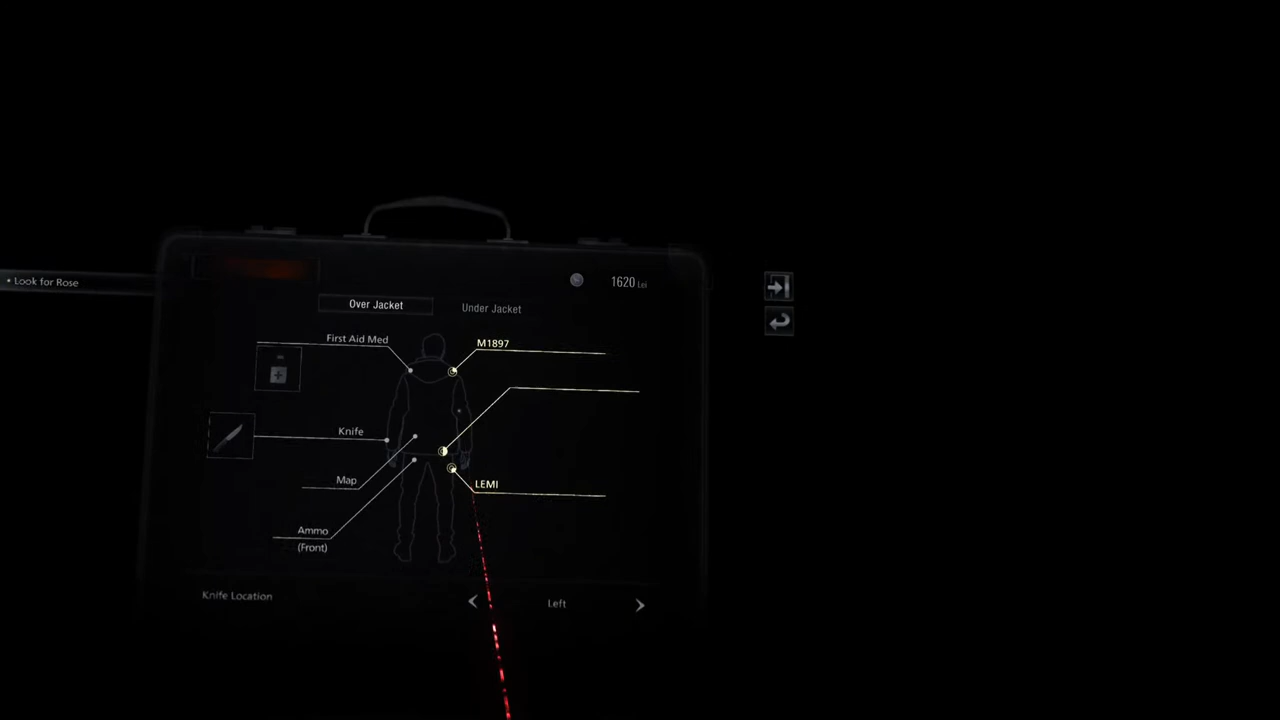 • Look for Rose
1620 Lei
Over Jacket
Under Jacket
First Aid Med
M1897
Knife
Map
LEMI
Ammo
(Front)
Knife Location
Left